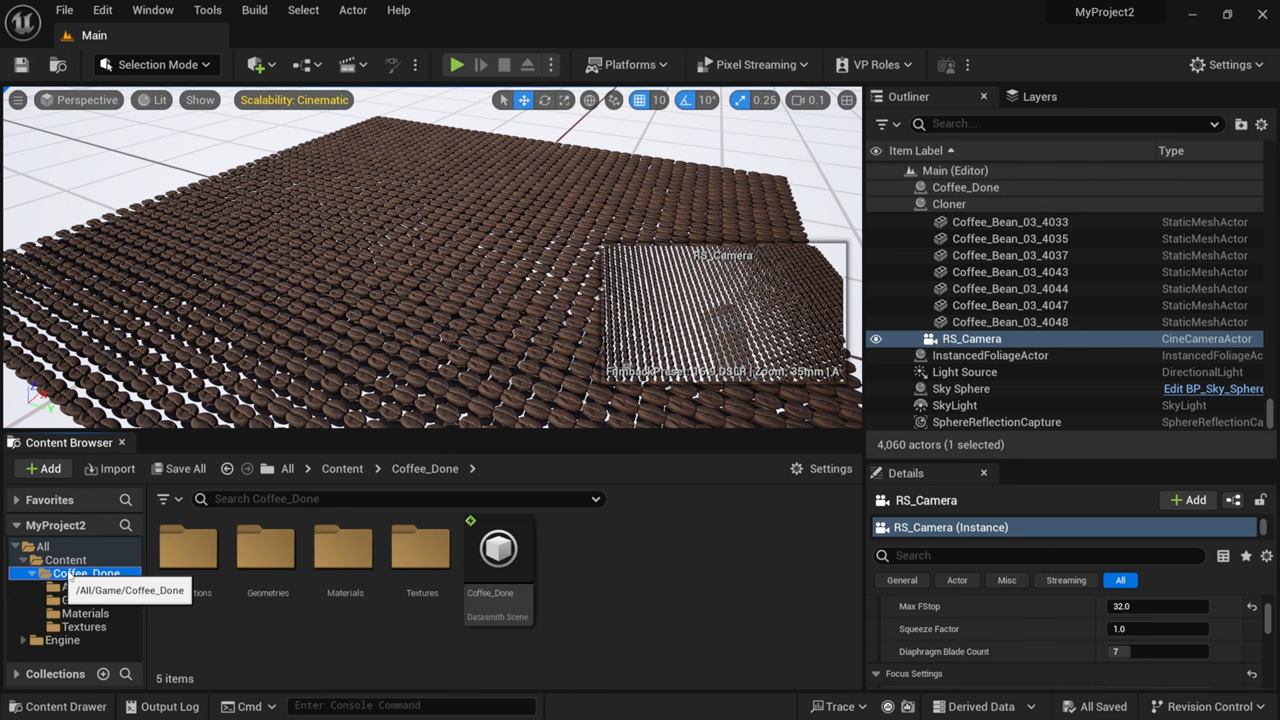 File Edit Window Tools Build Select Actor Help MyProject2
Main
Selection Mode Platforms Pixel Streaming VP Roles Settings
Perspective Lit Show Scalability: Cinematic 10 10° 0.25 0.1
RS_Camera
Outliner Layers
Search...
Item Label Type
Main (Editor)
Coffee_Done
Cloner
Coffee_Bean_03_4033 StaticMeshActor
Coffee_Bean_03_4035 StaticMeshActor
Coffee_Bean_03_4037 StaticMeshActor
Coffee_Bean_03_4043 StaticMeshActor
Coffee_Bean_03_4044 StaticMeshActor
Coffee_Bean_03_4047 StaticMeshActor
Coffee_Bean_03_4048 StaticMeshActor
RS_Camera CineCameraActor
InstancedFoliageActor InstancedFoliageAc
Light Source DirectionalLight
Sky Sphere Edit BP_Sky_Sphere
SkyLight SkyLight
SphereReflectionCapture SphereReflectionCa
4,060 actors (1 selected)
Content Browser
Add Import Save All All Content Coffee_Done Settings
Favorites
Search Coffee_Done
MyProject2
All
Content
Coffee_Done
/All/Game/Coffee_Done
Materials
Textures
Engine
Collections
tions Geometries Materials Textures Coffee_Done
Datasmith Scene
5 items
Details
RS_Camera Add
RS_Camera (Instance)
Search
General Actor Misc Streaming All
Max FStop 32.0
Squeeze Factor 1.0
Diaphragm Blade Count 7
Focus Settings
Content Drawer Output Log Cmd Enter Console Command Trace Derived Data All Saved Revision Control